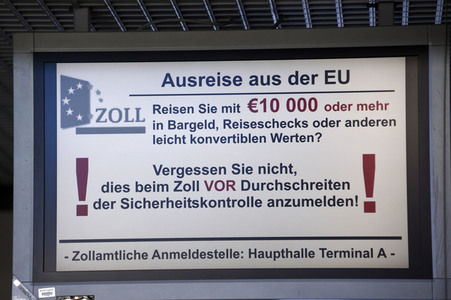 Ausreise aus der EU
ZOLL
Reisen Sie mit €10 000 oder mehr
in Bargeld, Reiseschecks oder anderen
leicht konvertiblen Werten?
! Vergessen Sie nicht, !
dies beim Zoll VOR Durchschreiten
der Sicherheitskontrolle anzumelden!
- Zollamtliche Anmeldestelle: Haupthalle Terminal A -